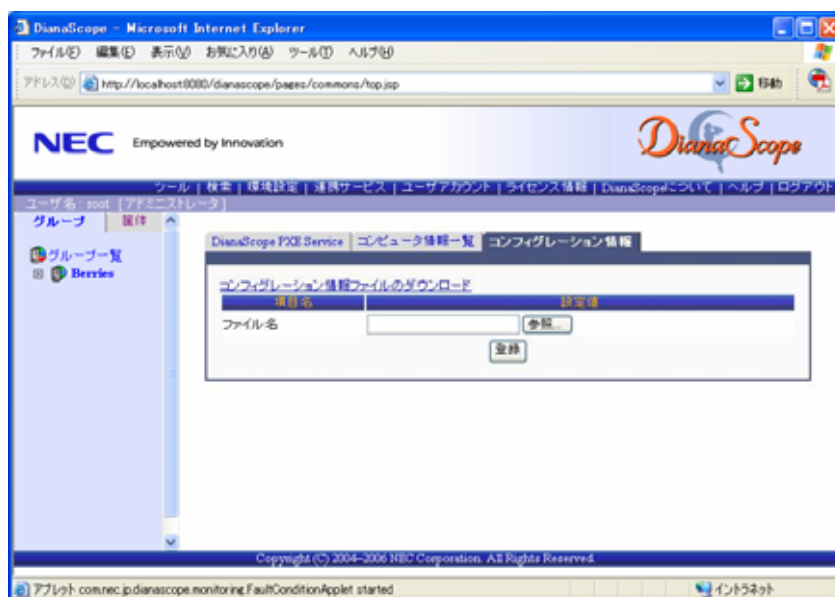 DianaScope - Microsoft Internet Explorer
ファイル(F) 編集(E) 表示(V) お気に入り(A) ツール(T) ヘルプ(H)
アドレス(D) http://localhost:8080/dianascope/pages/commons/top.jsp 移動
NEC Empowered by Innovation DianaScope
ツール | 検索 | 環境設定 | 連携サービス | ユーザアカウント | ライセンス情報 | DianaScopeについて | ヘルプ | ログアウト
ユーザ名: root [アドミニストレータ]
グループ 筐体
グループ一覧
Berries
DianaScope PXE Service コンピュータ情報一覧 コンフィグレーション情報
コンフィグレーション情報ファイルのダウンロード
項目名 設定値
ファイル名 参照...
登録
Copyright (C) 2004-2006 NEC Corporation. All Rights Reserved.
アプレット com.nec.jp.dianascope.monitoring.FaultConditionApplet started イントラネット